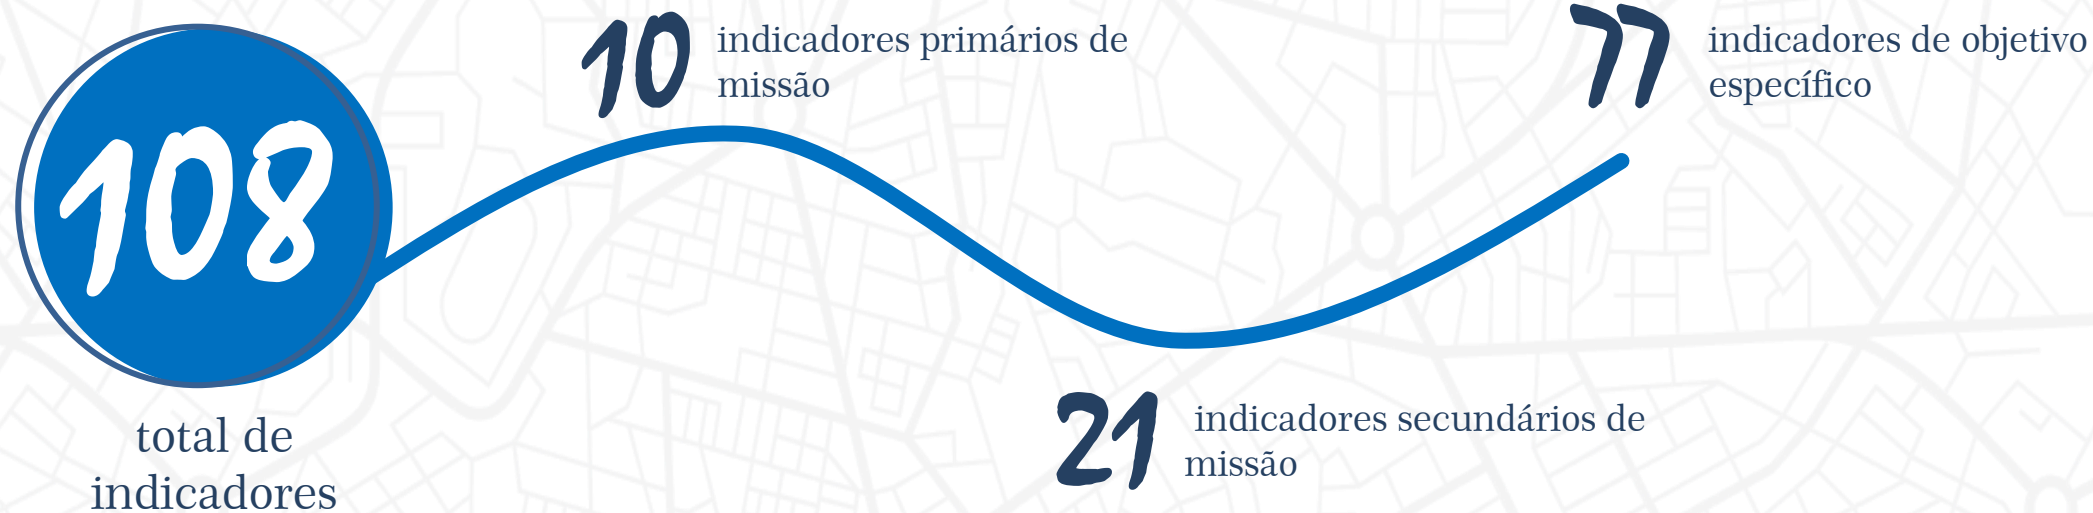 108
total de
indicadores
10
indicadores primários de
missão
21
indicadores secundários de
missão
77
indicadores de objetivo
específico